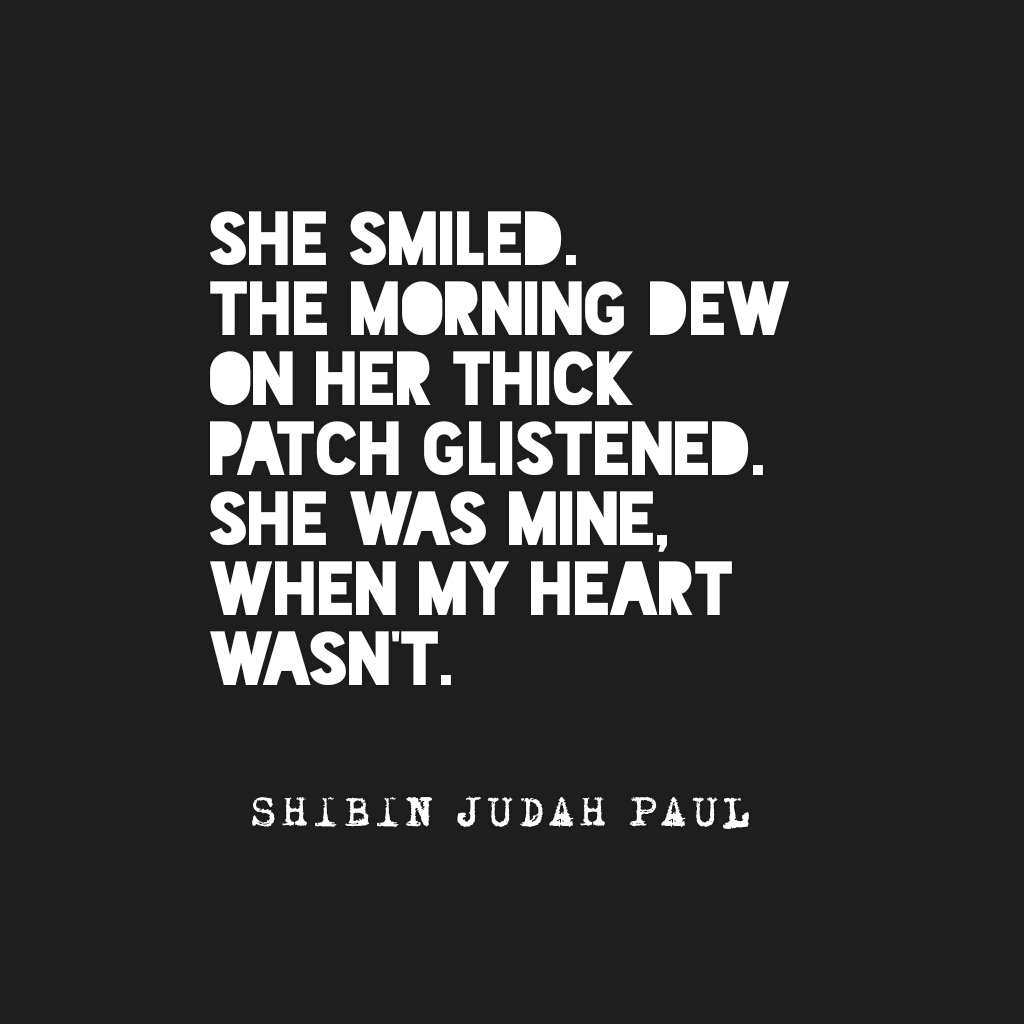 SHE SMILED.
THE MORNING DEW
ON HER THICK
PATCH GLISTENED.
SHE WAS MINE,
WHEN MY HEART
WASN'T.
SHIBIN JUDAH PAUL